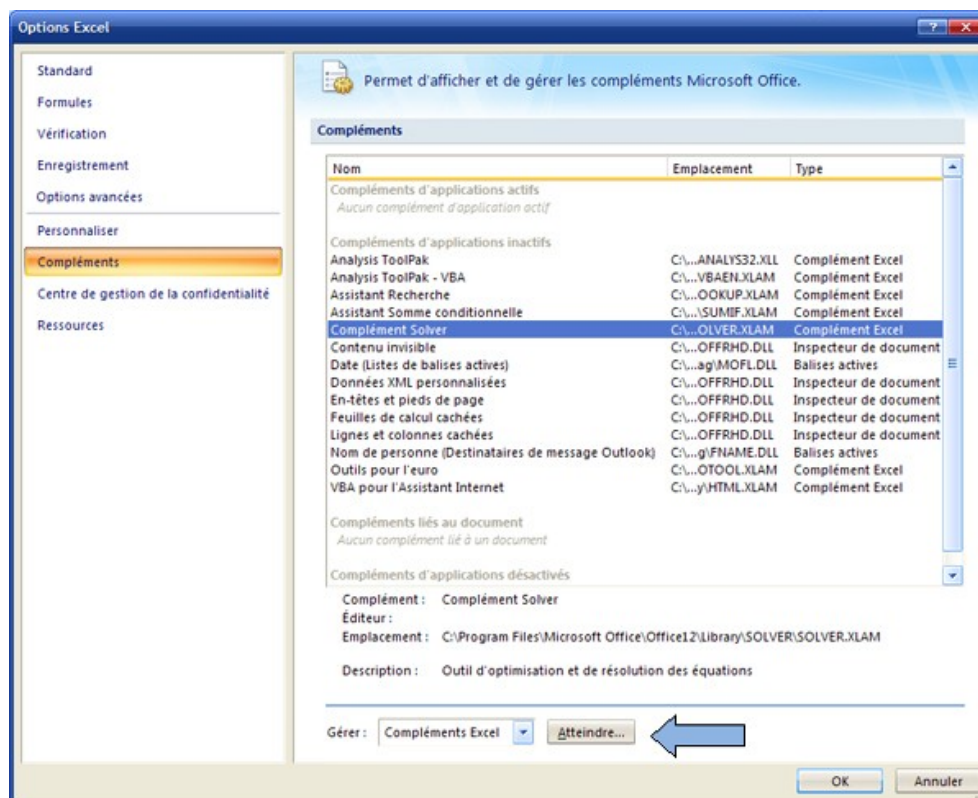 Options Excel
Standard
Formules
Vérification
Enregistrement
Options avancées
Personnaliser
Compléments
Centre de gestion de la confidentialité
Ressources
Permet d'afficher et de gérer les compléments Microsoft Office.
Compléments
Nom Emplacement Type
Compléments d'applications actifs
Aucun complément d'application actif
Compléments d'applications inactifs
Analysis ToolPak C:\...ANALYS32.XLL Complément Excel
Analysis ToolPak - VBA C:\...VBAEN.XLAM Complément Excel
Assistant Recherche C:\...OOKUP.XLAM Complément Excel
Assistant Somme conditionnelle C:\...\SUMIF.XLAM Complément Excel
Complément Solver C:\...OLVER.XLAM Complément Excel
Contenu invisible C:\...OFFRHD.DLL Inspecteur de document
Date (Listes de balises actives) C:\...ag\MOFL.DLL Balises actives
Données XML personnalisées C:\...OFFRHD.DLL Inspecteur de document
En-têtes et pieds de page C:\...OFFRHD.DLL Inspecteur de document
Feuilles de calcul cachées C:\...OFFRHD.DLL Inspecteur de document
Lignes et colonnes cachées C:\...OFFRHD.DLL Inspecteur de document
Nom de personne (Destinataires de message Outlook) C:\...g\FNAME.DLL Balises actives
Outils pour l'euro C:\...OTOOL.XLAM Complément Excel
VBA pour l'Assistant Internet C:\...y\HTML.XLAM Complément Excel
Compléments liés au document
Aucun complément lié à un document
Compléments d'applications désactivés
Complément : Complément Solver
Éditeur :
Emplacement : C:\Program Files\Microsoft Office\Office12\Library\SOLVER\SOLVER.XLAM
Description : Outil d'optimisation et de résolution des équations
Gérer : Compléments Excel Atteindre...
OK Annuler